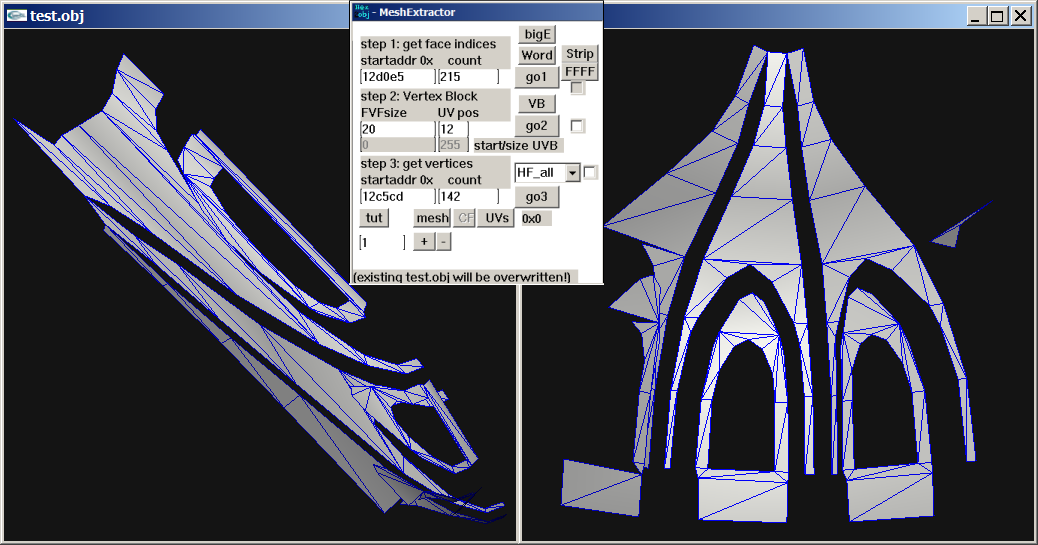 test.obj
Hex
obj - MeshExtractor
bigE
step 1: get face indices
Word
Strip
startaddr 0x count
FFFF
12d0e5 215
go1
step 2: Vertex Block
VB
FVFsize UV pos
20 12
go2
0 255 start/size UVB
step 3: get vertices
HF_all
startaddr 0x count
12c5cd 142
go3
tut mesh CF UVs 0x0
1 + -
(existing test.obj will be overwritten!)